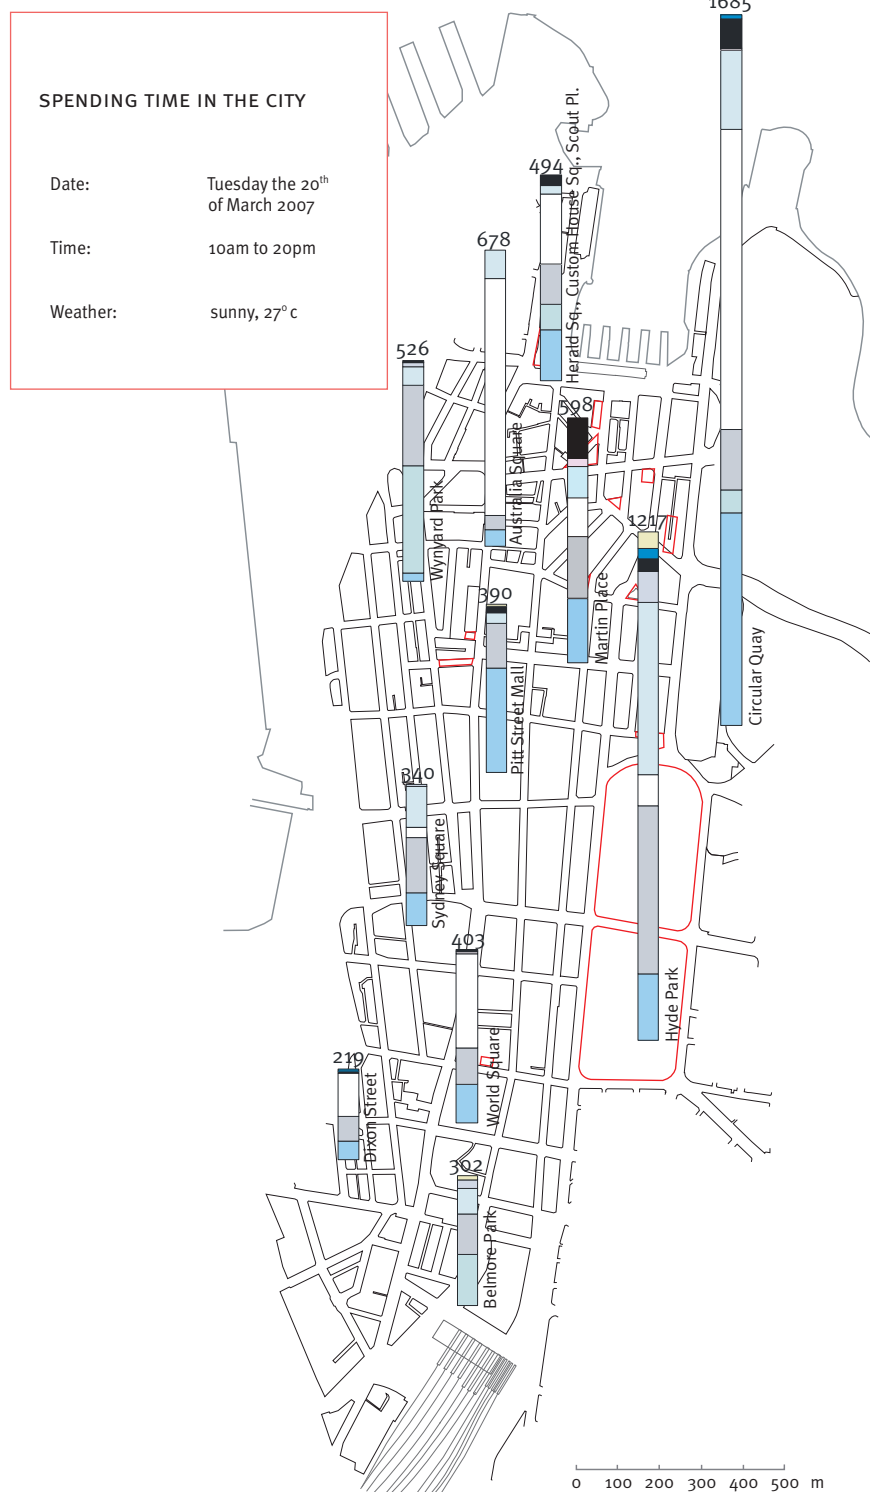 SPENDING TIME IN THE CITY
Date: Tuesday the 20th
of March 2007
Time: 10am to 20pm
Weather: sunny, 27° c
1685
Circular Quay
494
Herald Sq., Custom House Sq., Scout Pl.
678
Australia Square
526
Wynyard Park
598
Martin Place
1217
Hyde Park
390
Pitt Street Mall
340
Sydney Square
403
World Square
219
Dixon Street
302
Belmore Park
0 100 200 300 400 500 m